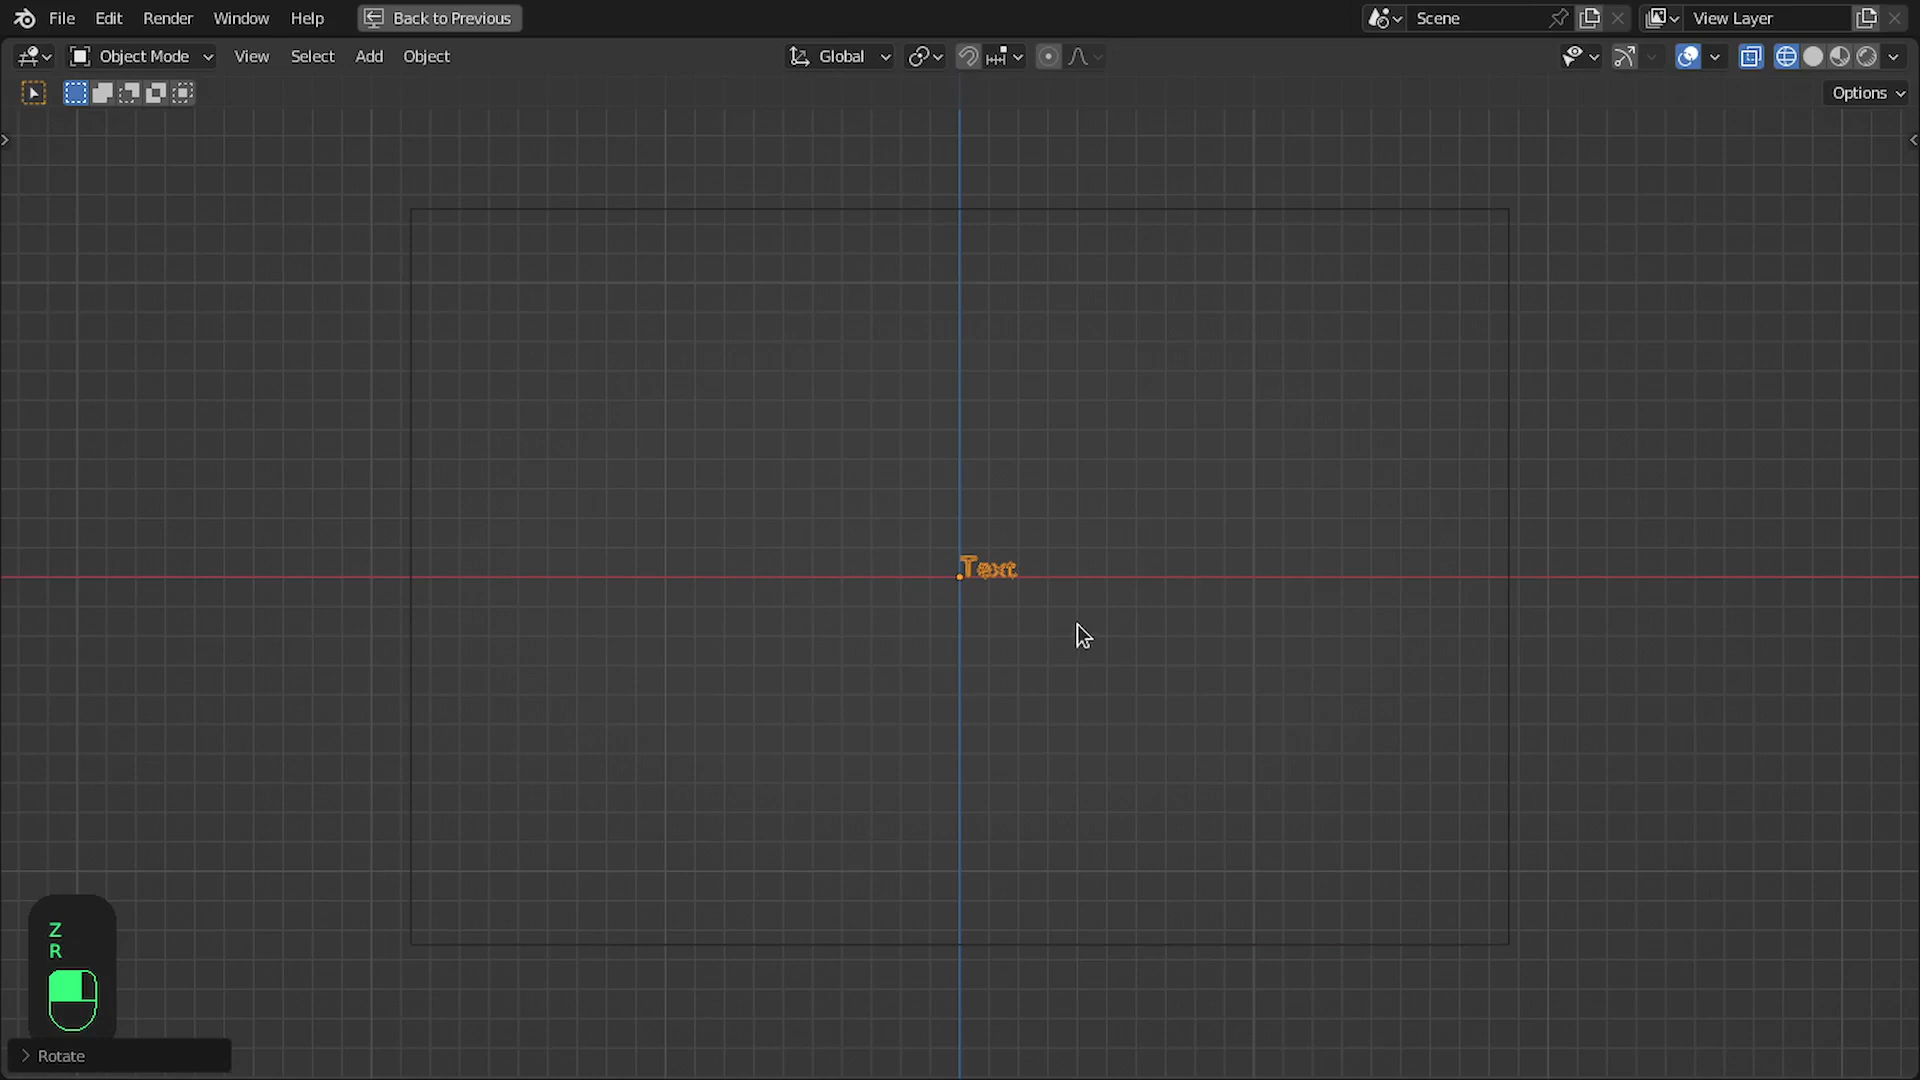 File Edit Render Window Help Back to Previous Scene View Layer
Object Mode View Select Add Object Global
Options
Text
Z
R
Rotate